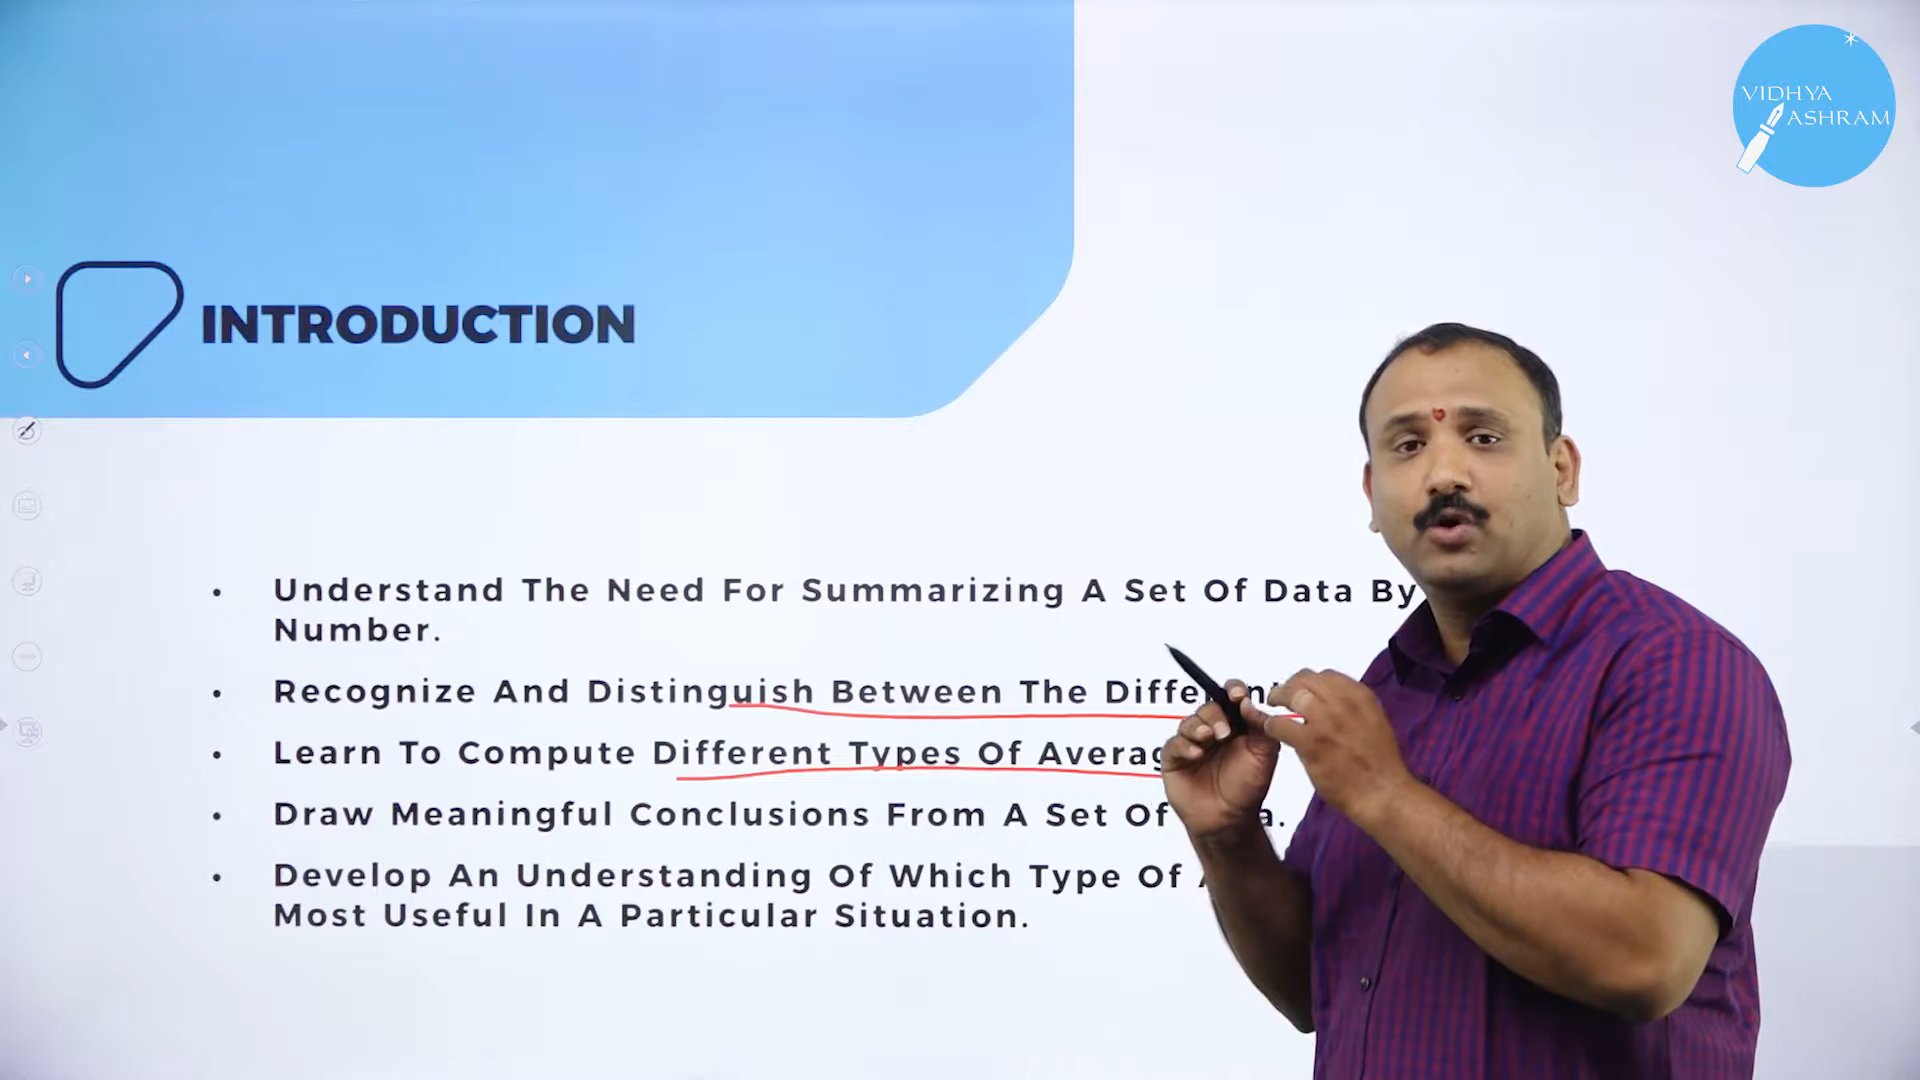 VIDHYA
ASHRAM
INTRODUCTION
• Understand The Need For Summarizing A Set Of Data By
Number.
• Recognize And Distinguish Between The Different
• Learn To Compute Different Types Of
• Draw Meaningful Conclusions From A Set Of
• Develop An Understanding Of Which Type Of
Most Useful In A Particular Situation.